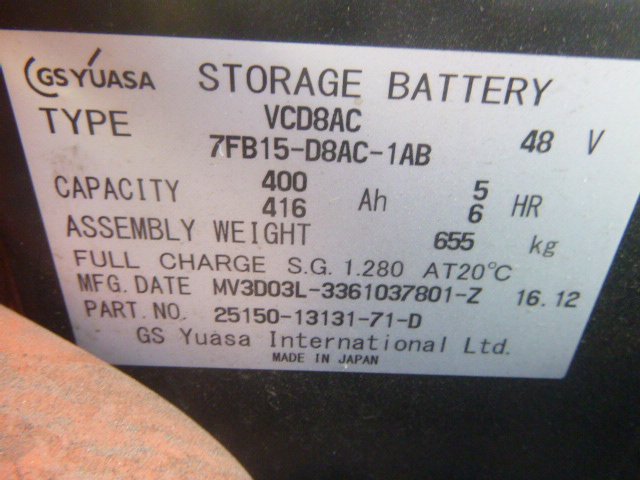 GS YUASA STORAGE BATTERY
TYPE VCD8AC
7FB15-D8AC-1AB 48 V
CAPACITY 400 Ah 5 HR
416 6
ASSEMBLY WEIGHT 655 kg
FULL CHARGE S.G. 1.280 AT20°C
MFG. DATE MV3D03L-3361037801-Z 16.12
PART. NO. 25150-13131-71-D
GS Yuasa International Ltd.
MADE IN JAPAN